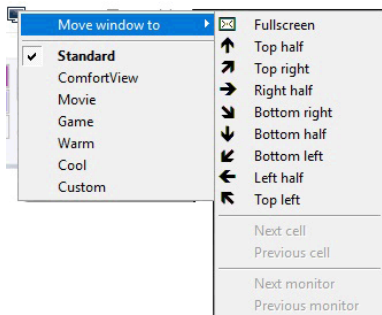 Move window to
Standard
ComfortView
Movie
Game
Warm
Cool
Custom
Fullscreen
Top half
Top right
Right half
Bottom right
Bottom half
Bottom left
Left half
Top left
Next cell
Previous cell
Next monitor
Previous monitor